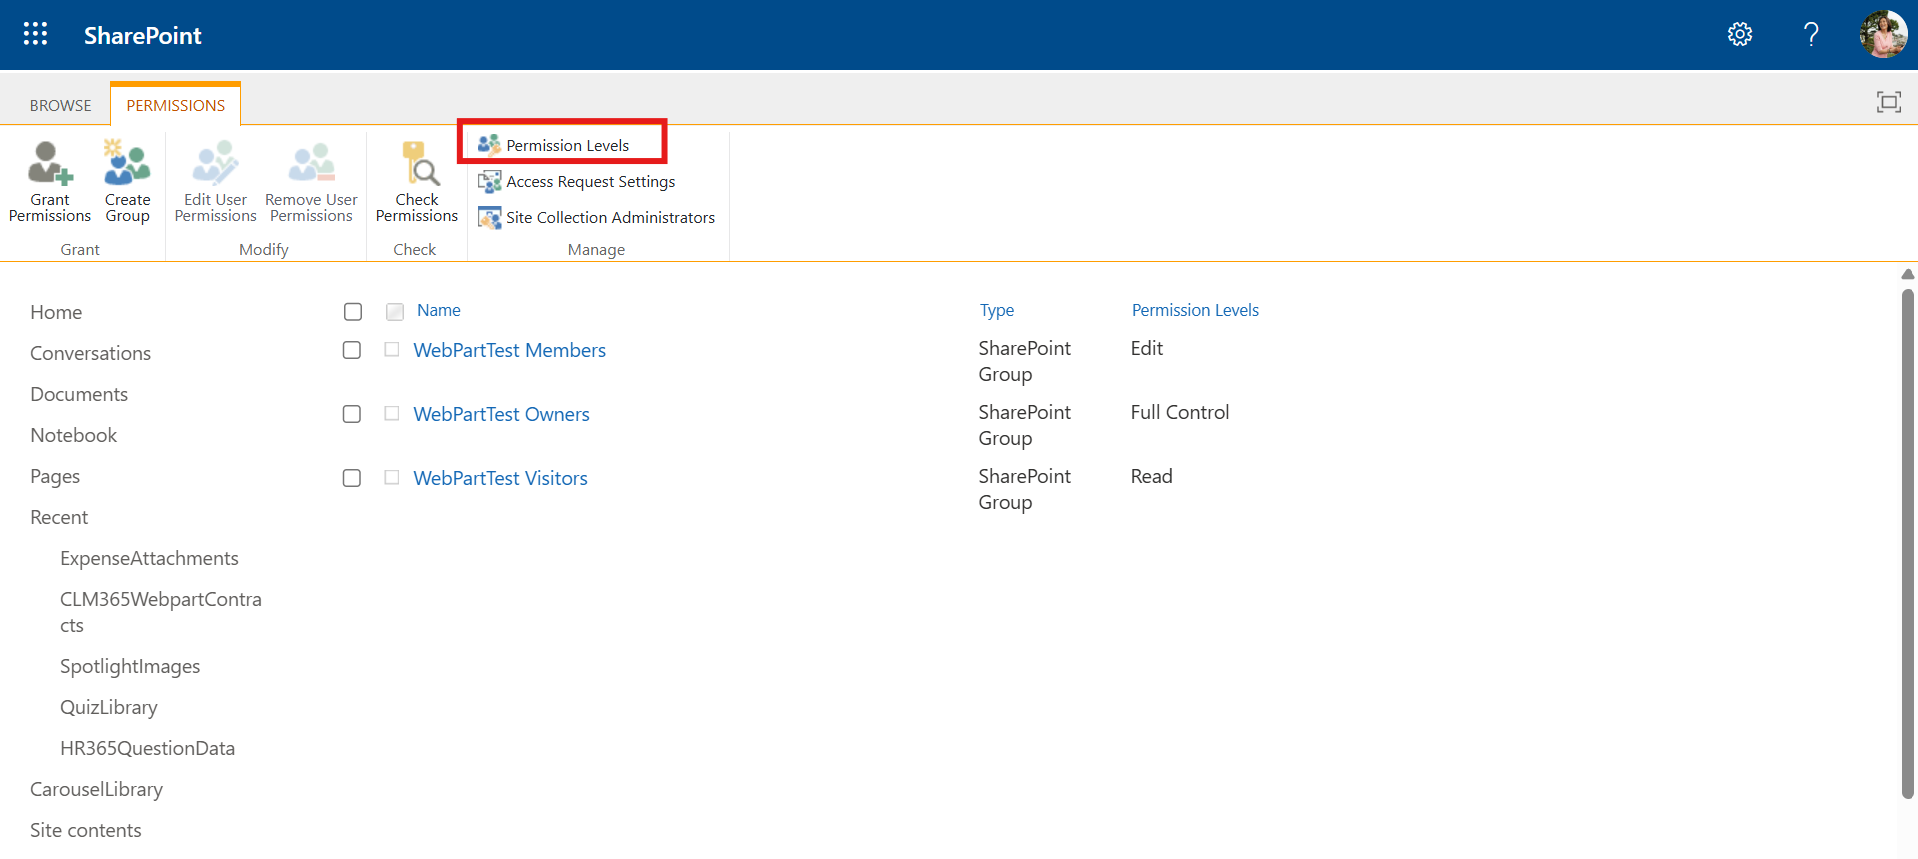 SharePoint
BROWSE
PERMISSIONS
Grant
Permissions
Create
Group
Grant
Edit User
Permissions
Remove User
Permissions
Modify
Check
Permissions
Check
Permission Levels
Access Request Settings
Site Collection Administrators
Manage
Home
Conversations
Documents
Notebook
Pages
Recent
ExpenseAttachments
CLM365WebpartContra
cts
SpotlightImages
QuizLibrary
HR365QuestionData
CarouselLibrary
Site contents
Name
Type
Permission Levels
WebPartTest Members
SharePoint
Group
Edit
WebPartTest Owners
SharePoint
Group
Full Control
WebPartTest Visitors
SharePoint
Group
Read